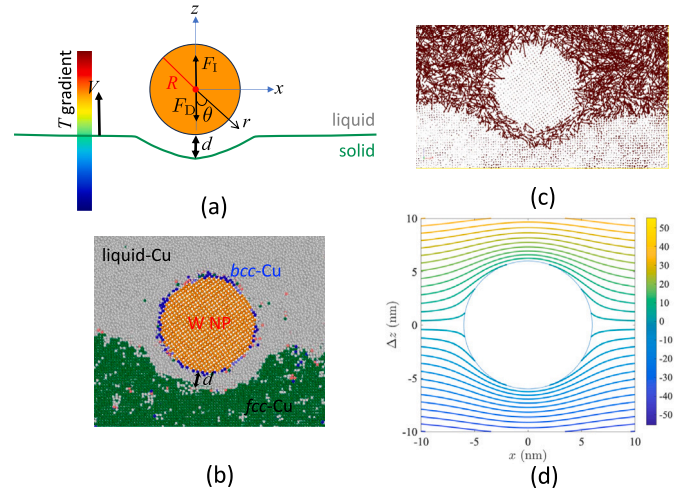 z
T gradient
V
R
F_I
F_D
θ
x
r
d
liquid
solid
(a)
(c)
liquid-Cu
bcc-Cu
W NP
d
fcc-Cu
(b)
10
5
0
-5
-10
Δz (nm)
-10 -5 0 5 10
x (nm)
50
40
30
20
10
0
-10
-20
-30
-40
-50
(d)